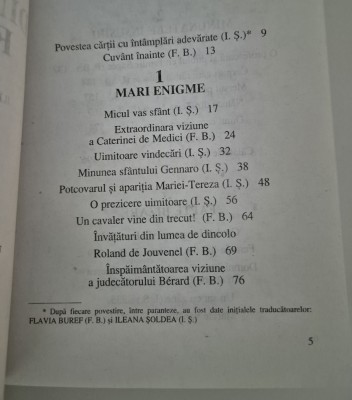 Povestea cărții cu întâmplări adevărate (I. Ș.)* 9
Cuvânt înainte (F. B.) 13
1
MARI ENIGME
Micul vas sfânt (I. Ș.) 17
Extraordinara viziune
a Caterinei de Medici (F. B.) 24
Uimitoare vindecări (I. Ș.) 32
Minunea sfântului Gennaro (I. Ș.) 38
Potcovarul și apariția Mariei-Tereza (I. Ș.) 48
O prezicere uimitoare (I. Ș.) 56
Un cavaler vine din trecut! (F. B.) 64
Învățături din lumea de dincolo
Roland de Jouvenel (F. B.) 69
Înspăimântătoarea viziune
a judecătorului Bérard (F. B.) 76
* După fiecare povestire, între paranteze, au fost date inițialele traducătoarelor:
FLAVIA BUREF (F. B.) și ILEANA ȘOLDEA (I. Ș.)
5